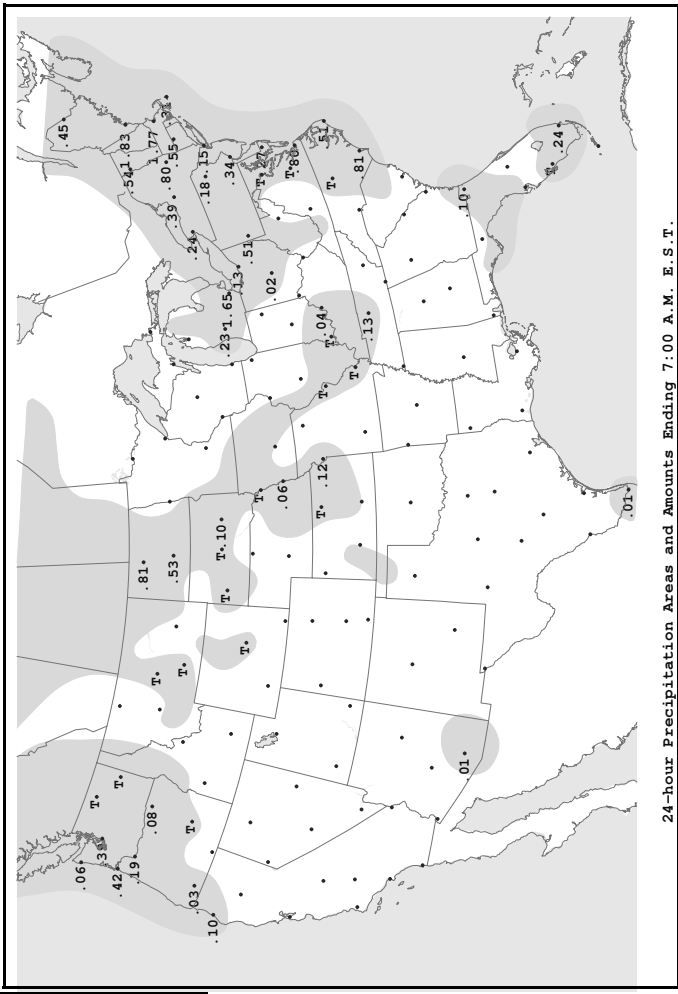 .45
.06
T
T
.42
.54
1.83
.19
.81
.08
1.77
T
.80
.39
.53
.55
T
T
.24
.03
.15
.18
.10
T
.10
.23
1.65
T
.34
.13
T
.51
T
T
.27
.02
.06
T
.80
T
.12
.04
T
.51
T
T
T
.81
.13
.01
.10
.24
.01
24-hour Precipitation Areas and Amounts Ending 7:00 A.M. E.S.T.